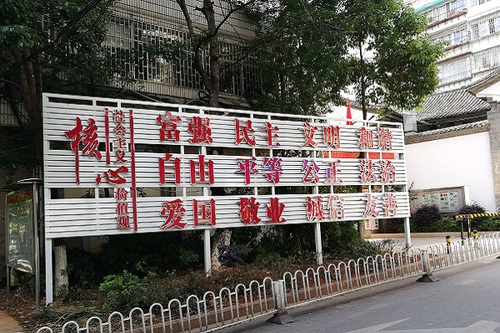 社会主义
核心
价值观
富强 民主 文明 和谐
自由 平等 公正 法治
爱国 敬业 诚信 友善